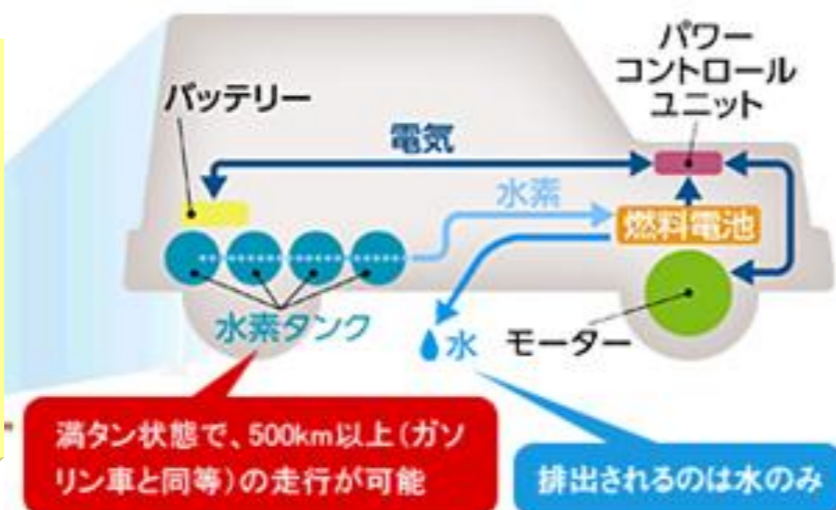 パワー
コントロール
ユニット
バッテリー
電気
水素
燃料電池
水素タンク
水
モーター
満タン状態で、500km以上(ガソ
リン車と同等)の走行が可能
排出されるのは水のみ